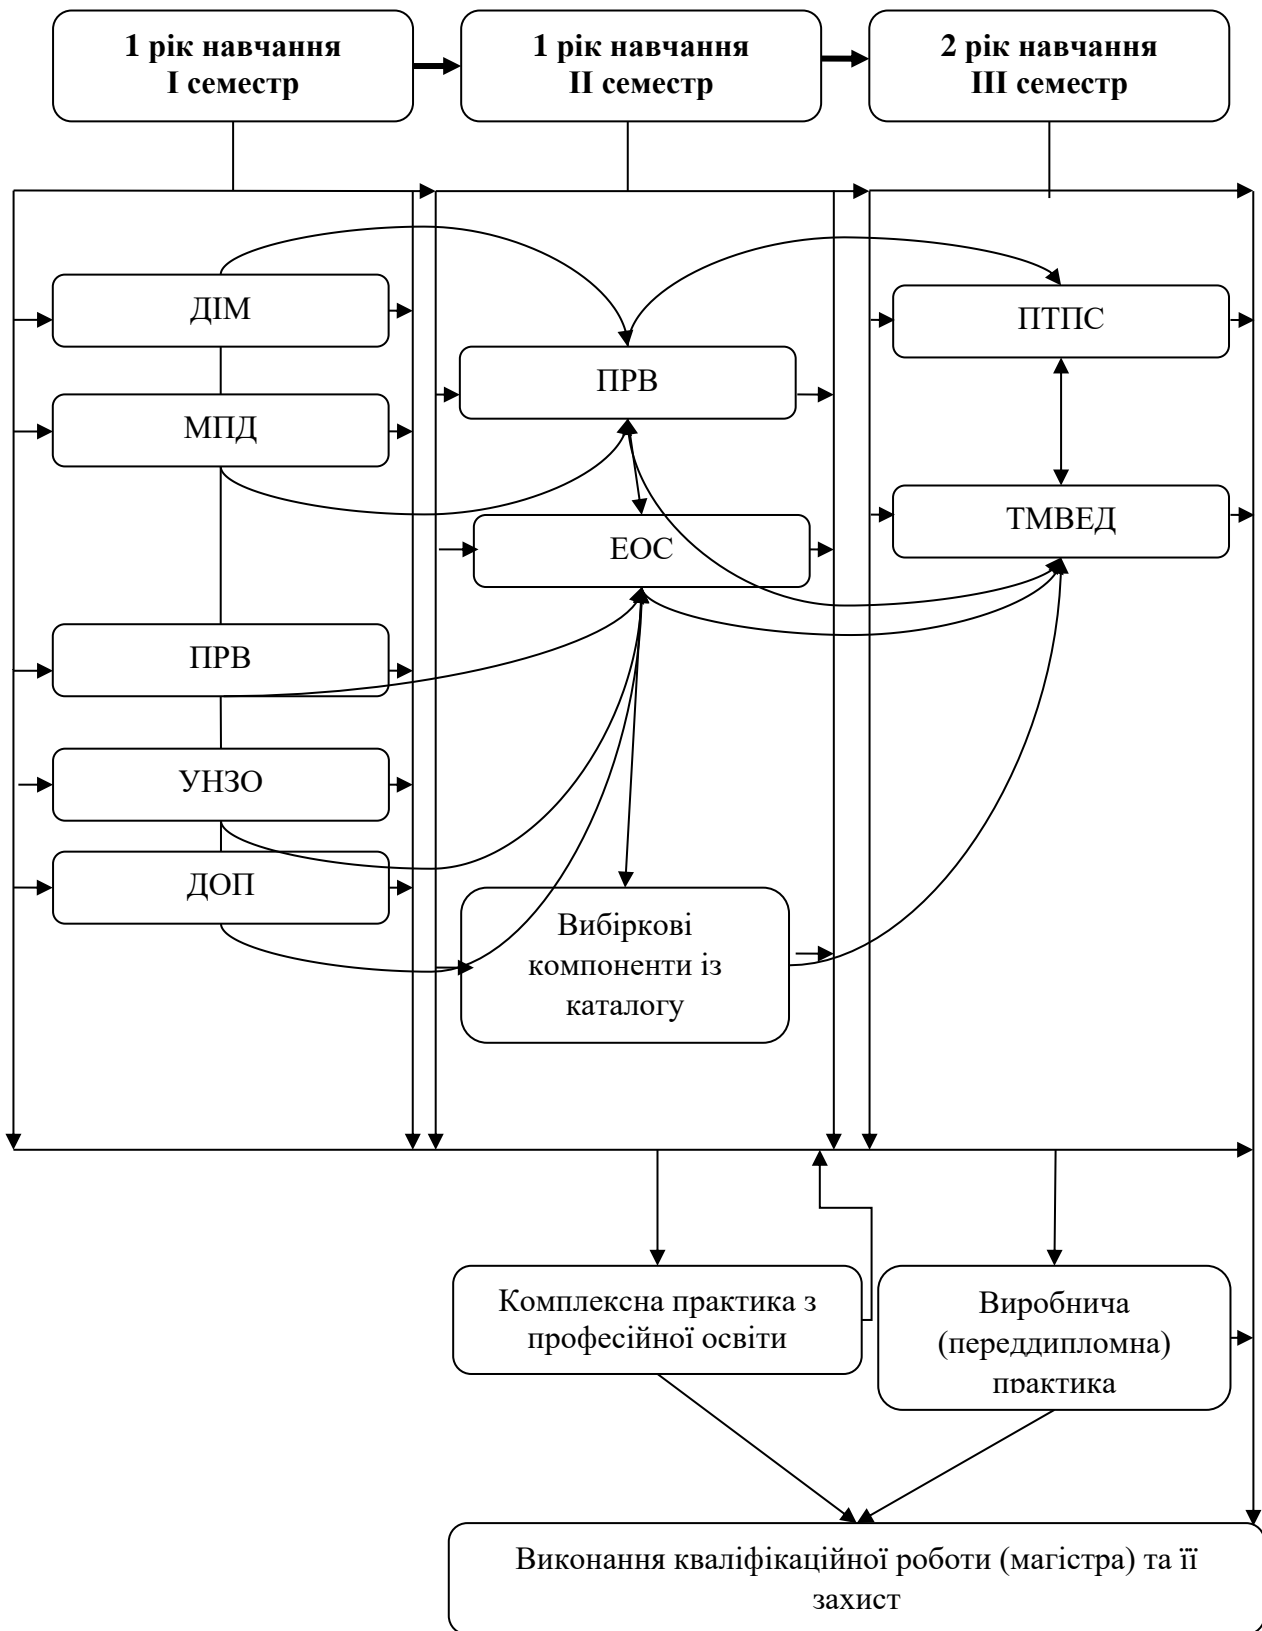 1 рік навчання
І семестр
1 рік навчання
ІІ семестр
2 рік навчання
ІІІ семестр
ДІМ
МПД
ПРВ
УНЗО
ДОП
ПРВ
ЕОС
Вибіркові
компоненти із
каталогу
ПТПС
ТМВЕД
Комплексна практика з
професійної освіти
Виробнича
(переддипломна)
практика
Виконання кваліфікаційної роботи (магістра) та її
захист